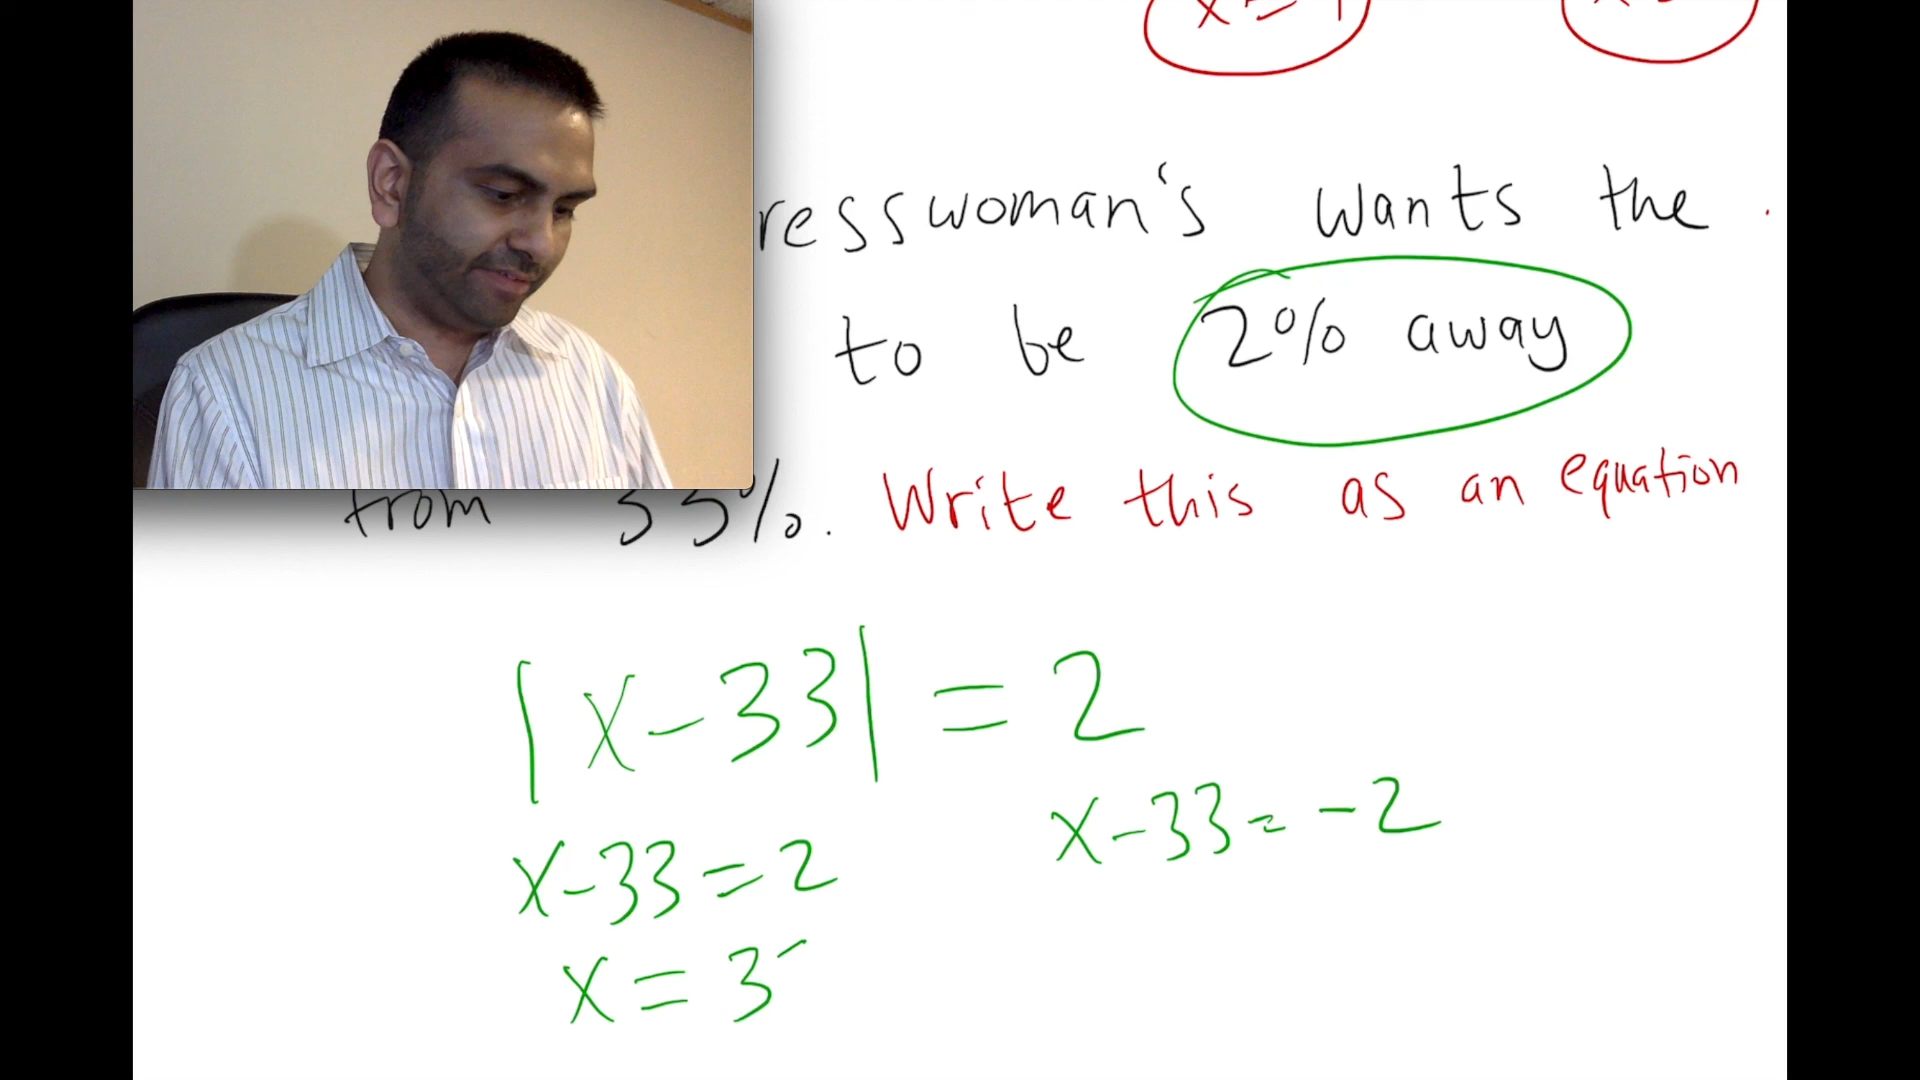 resswoman's wants the
to be 2% away
from 33%. Write this as an equation
|x-33| = 2
x-33=2 x-33= -2
x = 3